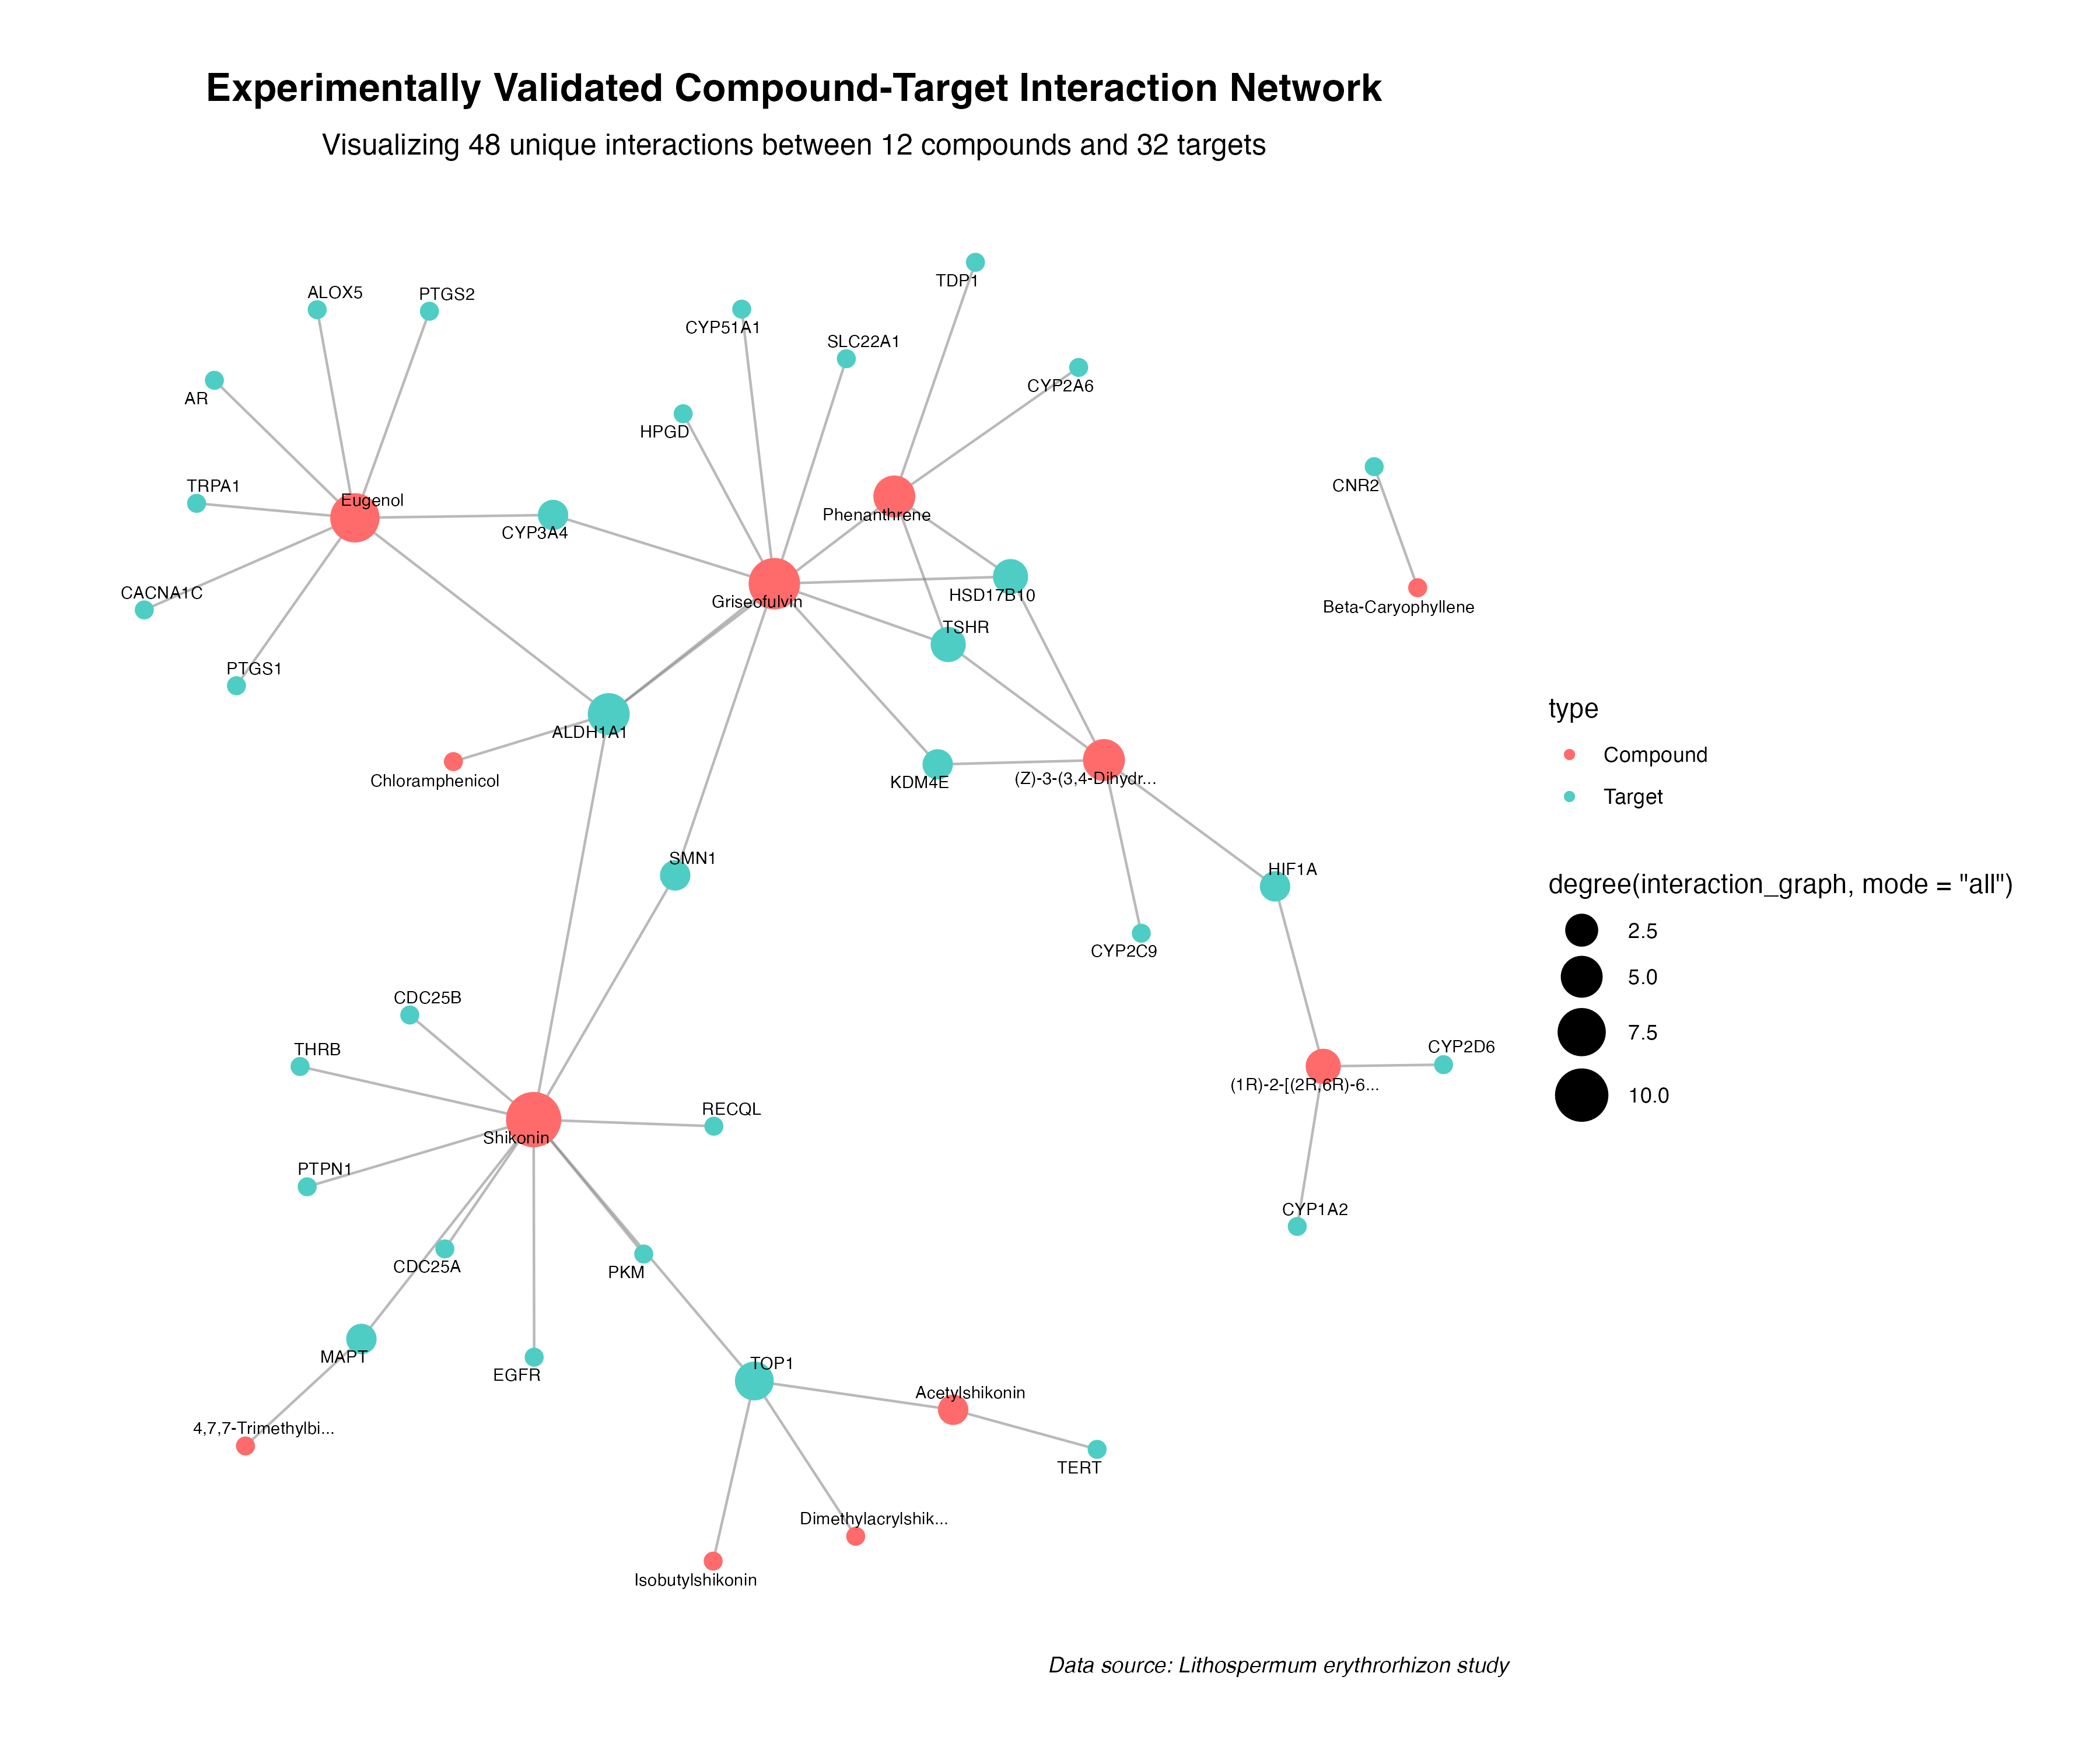 Experimentally Validated Compound-Target Interaction Network
Visualizing 48 unique interactions between 12 compounds and 32 targets
TDP1
ALOX5
PTGS2
CYP51A1
SLC22A1
CYP2A6
AR
HPGD
TRPA1
CNR2
Eugenol
Phenanthrene
CYP3A4
CACNA1C
HSD17B10
Griseofulvin
Beta-Caryophyllene
TSHR
PTGS1
ALDH1A1
Chloramphenicol
KDM4E
(Z)-3-(3,4-Dihydr...
SMN1
HIF1A
CYP2C9
CDC25B
THRB
CYP2D6
(1R)-2-[(2R,6R)-6...
RECQL
Shikonin
PTPN1
CYP1A2
CDC25A
PKM
MAPT
TOP1
EGFR
Acetylshikonin
4,7,7-Trimethylbi...
TERT
Dimethylacrylshik...
Isobutylshikonin
type
Compound
Target
degree(interaction_graph, mode = "all")
2.5
5.0
7.5
10.0
Data source: Lithospermum erythrorhizon study